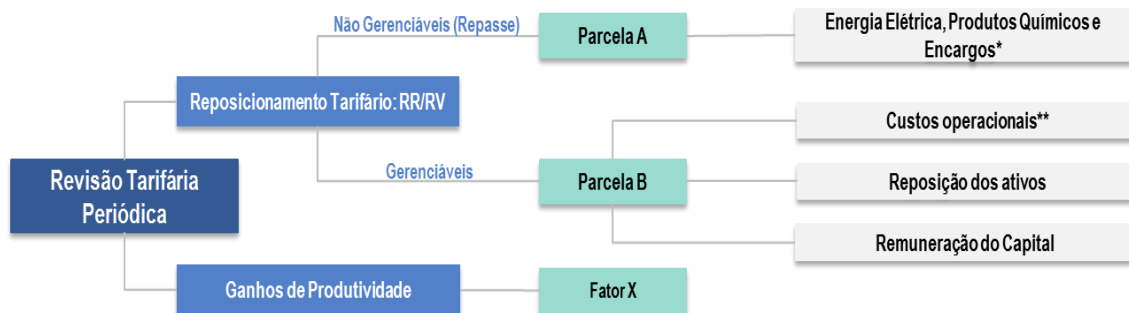 Não Gerenciáveis (Repasse)
Parcela A
Energia Elétrica, Produtos Químicos e
Encargos*
Reposicionamento Tarifário: RR/RV
Custos operacionais**
Gerenciáveis
Parcela B
Reposição dos ativos
Revisão Tarifária
Periódica
Remuneração do Capital
Ganhos de Produtividade
Fator X